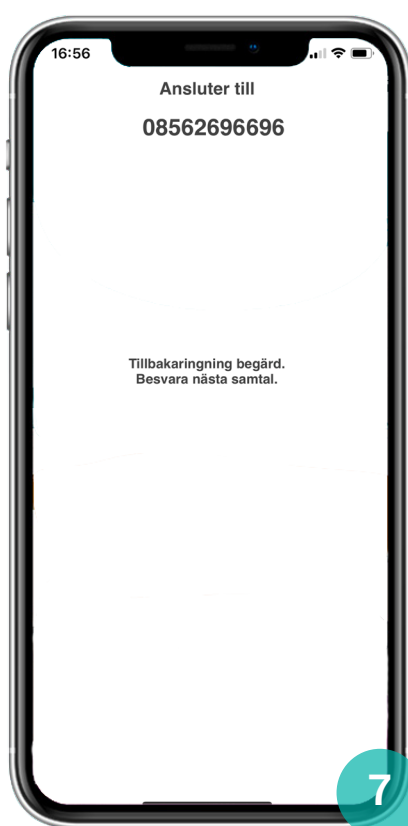 16:56
Ansluter till
08562696696
Tillbakaringning begärd.
Besvara nästa samtal.
7